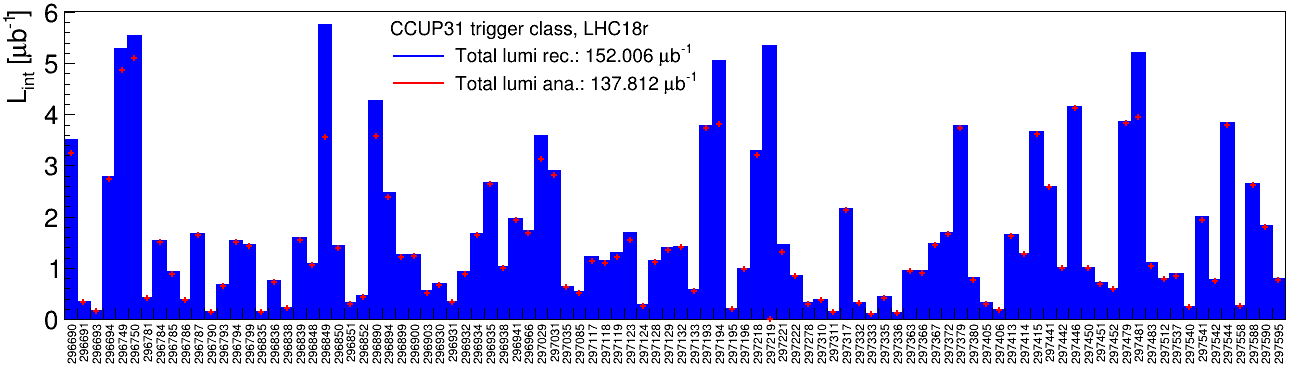 CCUP31 trigger class, LHC18r
Total lumi rec.: 152.006 μb⁻¹
Total lumi ana.: 137.812 μb⁻¹
L_int [μb⁻¹]
6
5
4
3
2
1
0
296690 296691 296693 296694 296749 296750 296781 296784 296785 296786 296787 296790 296793 296794 296799 296835 296836 296838 296839 296848 296849 296850 296851 296852 296890 296894 296899 296900 296903 296930 296931 296932 296934 296935 296938 296941 296966 297029 297031 297035 297085 297117 297118 297119 297123 297124 297128 297129 297132 297133 297193 297194 297195 297196 297218 297219 297221 297222 297278 297310 297311 297317 297332 297333 297335 297336 297363 297366 297367 297372 297379 297380 297405 297406 297413 297414 297415 297441 297442 297446 297450 297451 297452 297479 297481 297483 297512 297537 297540 297541 297542 297544 297558 297588 297590 297595